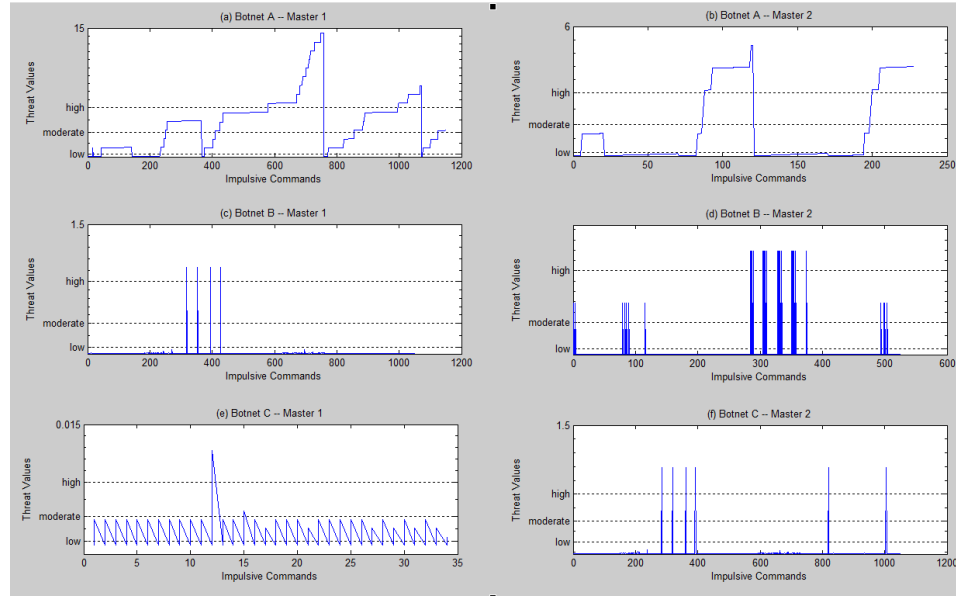 (a) Botnet A -- Master 1
15
high
moderate
low
Threat Values
0 200 400 600 800 1000 1200
Impulsive Commands
(b) Botnet A -- Master 2
6
high
moderate
low
Threat Values
0 50 100 150 200 250
Impulsive Commands
(c) Botnet B -- Master 1
1.5
high
moderate
low
Threat Values
0 200 400 600 800 1000 1200
Impulsive Commands
(d) Botnet B -- Master 2
high
moderate
low
Threat Values
0 100 200 300 400 500 600
Impulsive Commands
(e) Botnet C -- Master 1
0.015
high
moderate
low
Threat Values
0 5 10 15 20 25 30 35
Impulsive Commands
(f) Botnet C -- Master 2
1.5
high
moderate
low
Threat Values
0 200 400 600 800 1000 1200
Impulsive Commands